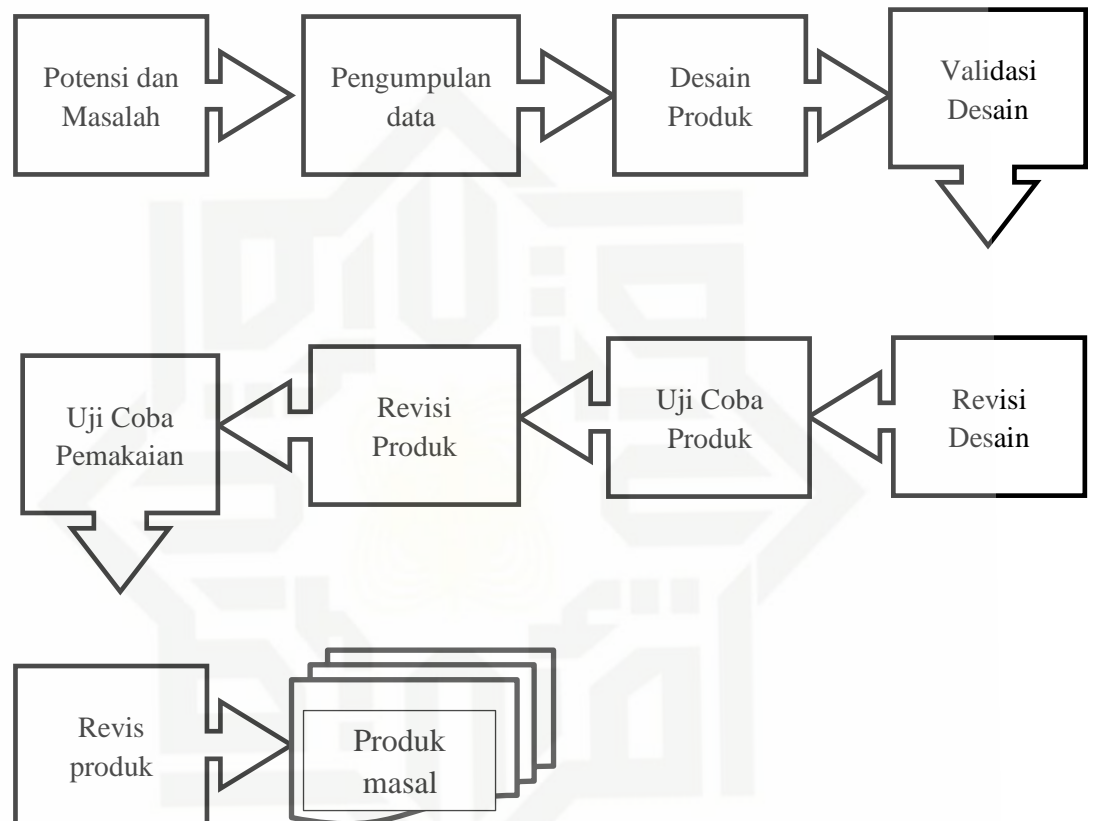 Potensi dan
Masalah
Pengumpulan
data
Desain
Produk
Validasi
Desain
Revisi
Desain
Uji Coba
Produk
Revisi
Produk
Uji Coba
Pemakaian
Revis
produk
Produk
masal